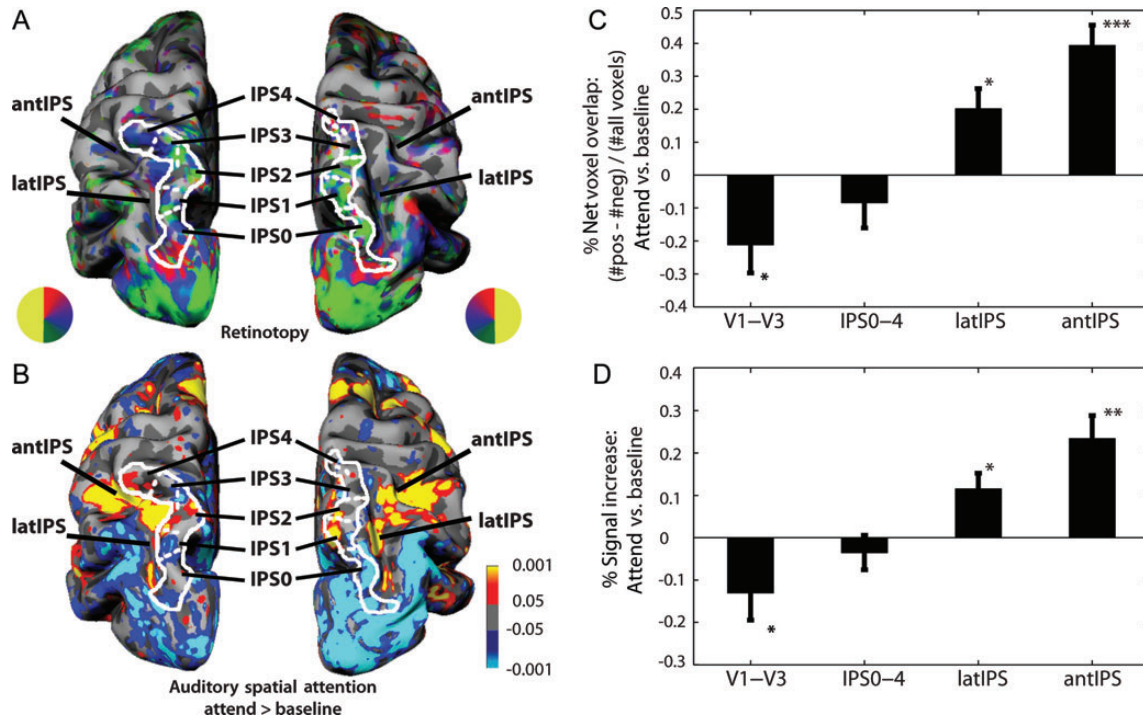 A
antIPS
latIPS
IPS4
IPS3
IPS2
IPS1
IPS0
antIPS
latIPS
Retinotopy
B
antIPS
latIPS
IPS4
IPS3
IPS2
IPS1
IPS0
antIPS
latIPS
0.001
0.05
-0.05
-0.001
Auditory spatial attention
attend > baseline
C
% Net voxel overlap:
(#pos - #neg) / (#all voxels)
Attend vs. baseline
0.5
0.4
0.3
0.2
0.1
0
-0.1
-0.2
-0.3
0.4
*
*
***
V1–V3
IPS0–4
latIPS
antIPS
D
% Signal increase:
Attend vs. baseline
0.4
0.3
0.2
0.1
0
-0.1
-0.2
-0.3
*
*
**
V1–V3
IPS0–4
latIPS
antIPS